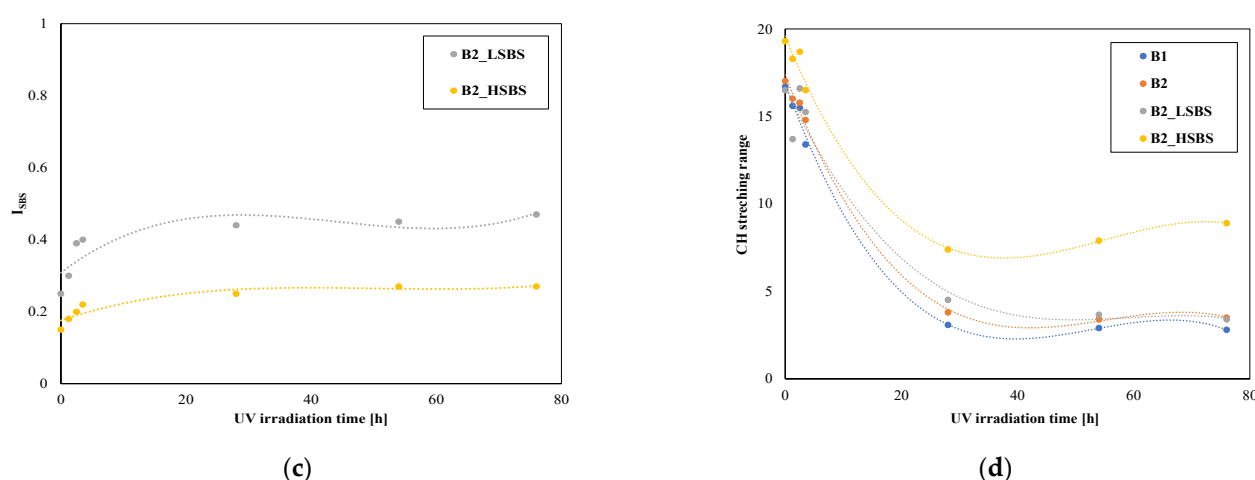 1
0.8
0.6
0.4
0.2
0
I_SBS
0
20
40
60
80
UV irradiation time [h]
B2_LSBS
B2_HSBS
(c)
20
15
10
5
0
CH streching range
0
20
40
60
80
UV irradiation time [h]
B1
B2
B2_LSBS
B2_HSBS
(d)